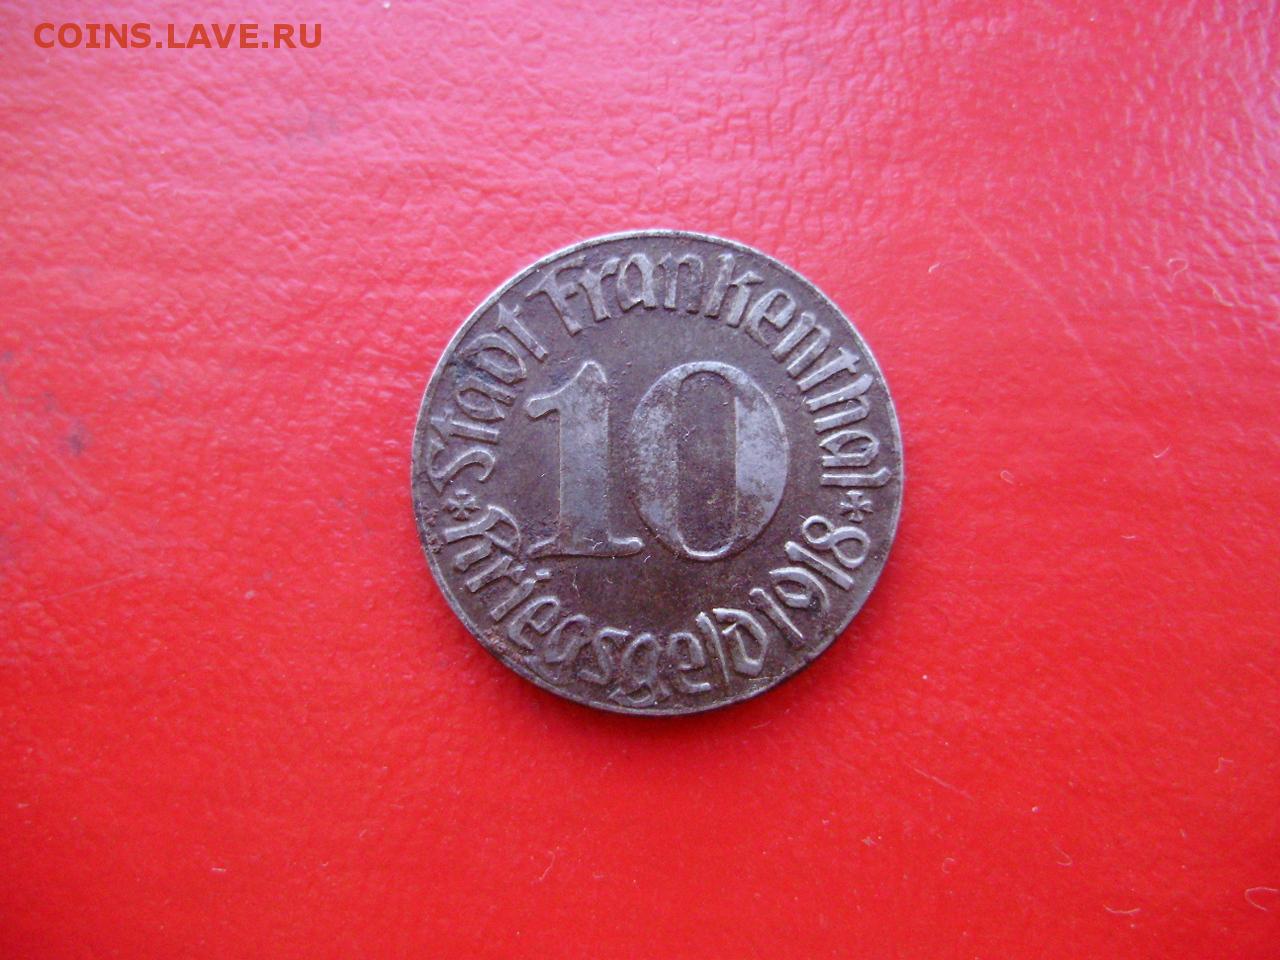 COINS.LAVE.RU
Stadt Frankenthal
10
Kriegsgeld 1918